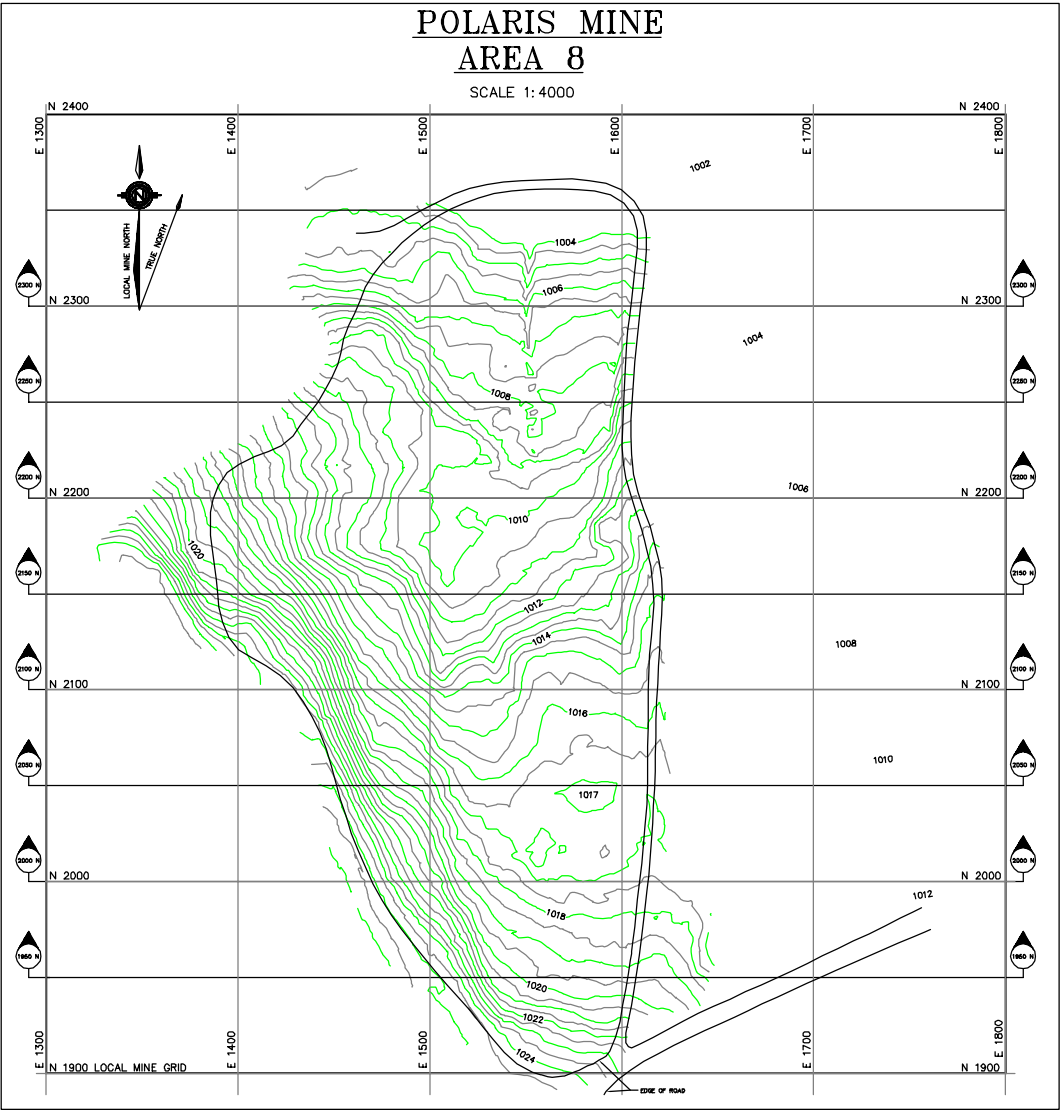 POLARIS MINE
AREA 8
SCALE 1:4000
N 2400
N 2400
E 1300
E 1400
E 1500
E 1600
E 1700
E 1800
N
LOCAL MINE NORTH
TRUE NORTH
1002
1004
1006
1004
2300 N
N 2300
N 2300
2300 N
2250 N
1008
2250 N
2200 N
N 2200
1006
N 2200
2200 N
1010
1020
2150 N
2150 N
1012
1014
1008
2100 N
N 2100
N 2100
2100 N
1016
1010
2050 N
2050 N
1017
2000 N
N 2000
N 2000
2000 N
1012
1018
1950 N
1950 N
1020
1022
1024
E 1300
E 1400
E 1500
E 1700
E 1800
N 1900 LOCAL MINE GRID
N 1900
EDGE OF ROAD